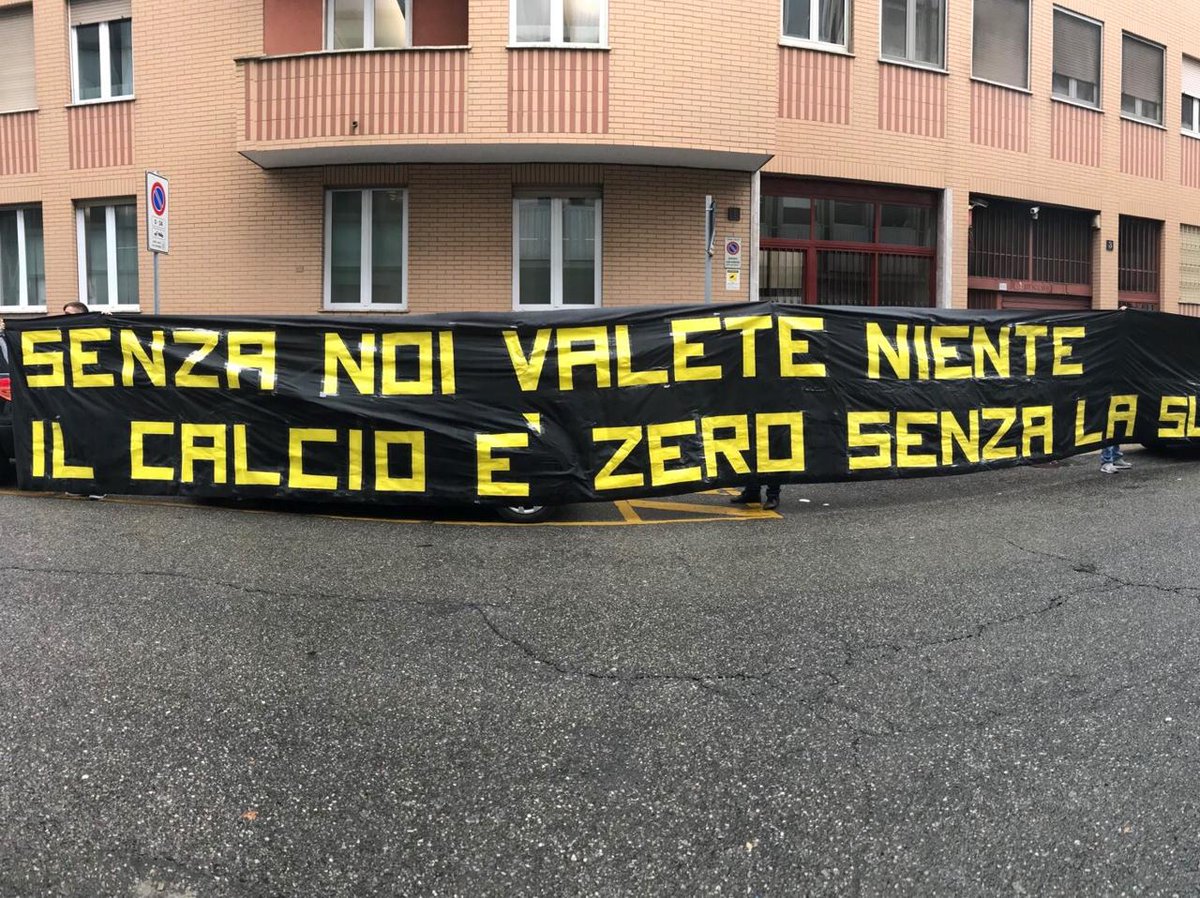 SENZA NOI VALETE NIENTE
IL CALCIO È ZERO SENZA LA